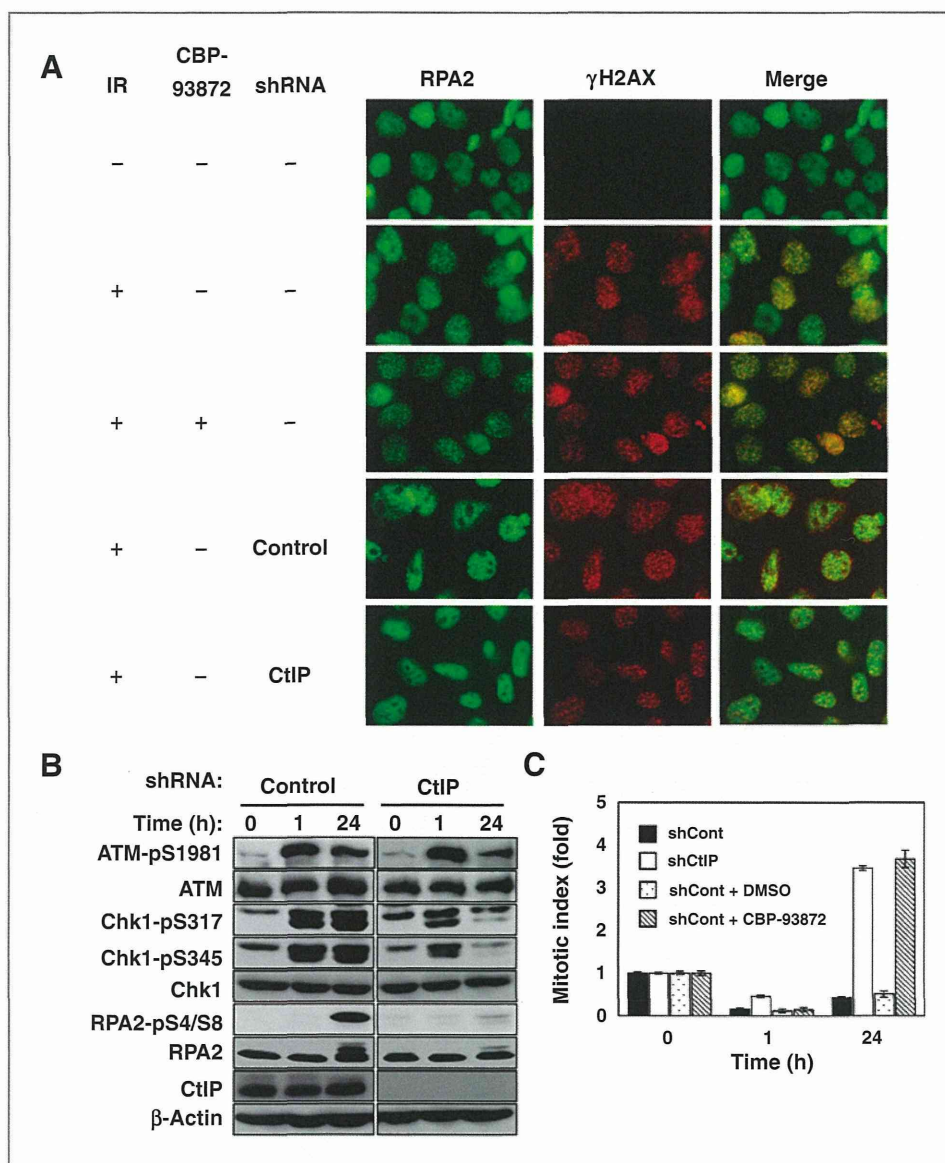 A
IR
CBP-
93872
shRNA
RPA2
γH2AX
Merge
– – –
+ – –
+ + –
+ – Control
+ – CtIP
B
shRNA: Control CtIP
Time (h): 0 1 24 0 1 24
ATM-pS1981
ATM
Chk1-pS317
Chk1-pS345
Chk1
RPA2-pS4/S8
RPA2
CtIP
β-Actin
C
Mitotic index (fold)
5
4
3
2
1
0
shCont
shCtIP
shCont + DMSO
shCont + CBP-93872
0 1 24
Time (h)